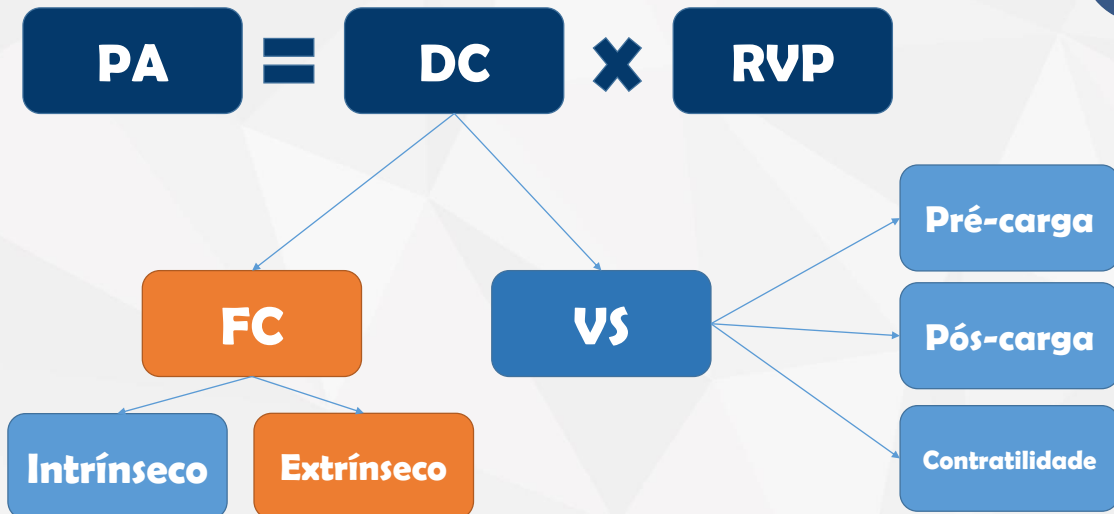 PA = DC × RVP
Pré-carga
FC
VS
Pós-carga
Intrínseco
Extrínseco
Contratilidade